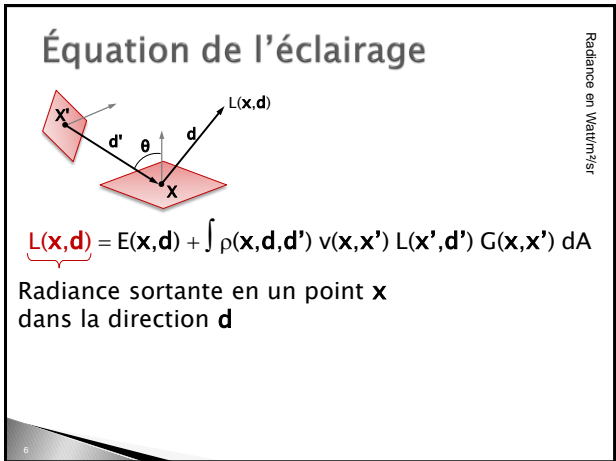 Équation de l’éclairage
Radiance en Watt/m²/sr
L(x,d)
x'
d'
θ
d
x
L(x,d) = E(x,d) + ∫ ρ(x,d,d’) v(x,x’) L(x’,d’) G(x,x’) dA
Radiance sortante en un point x
dans la direction d
6